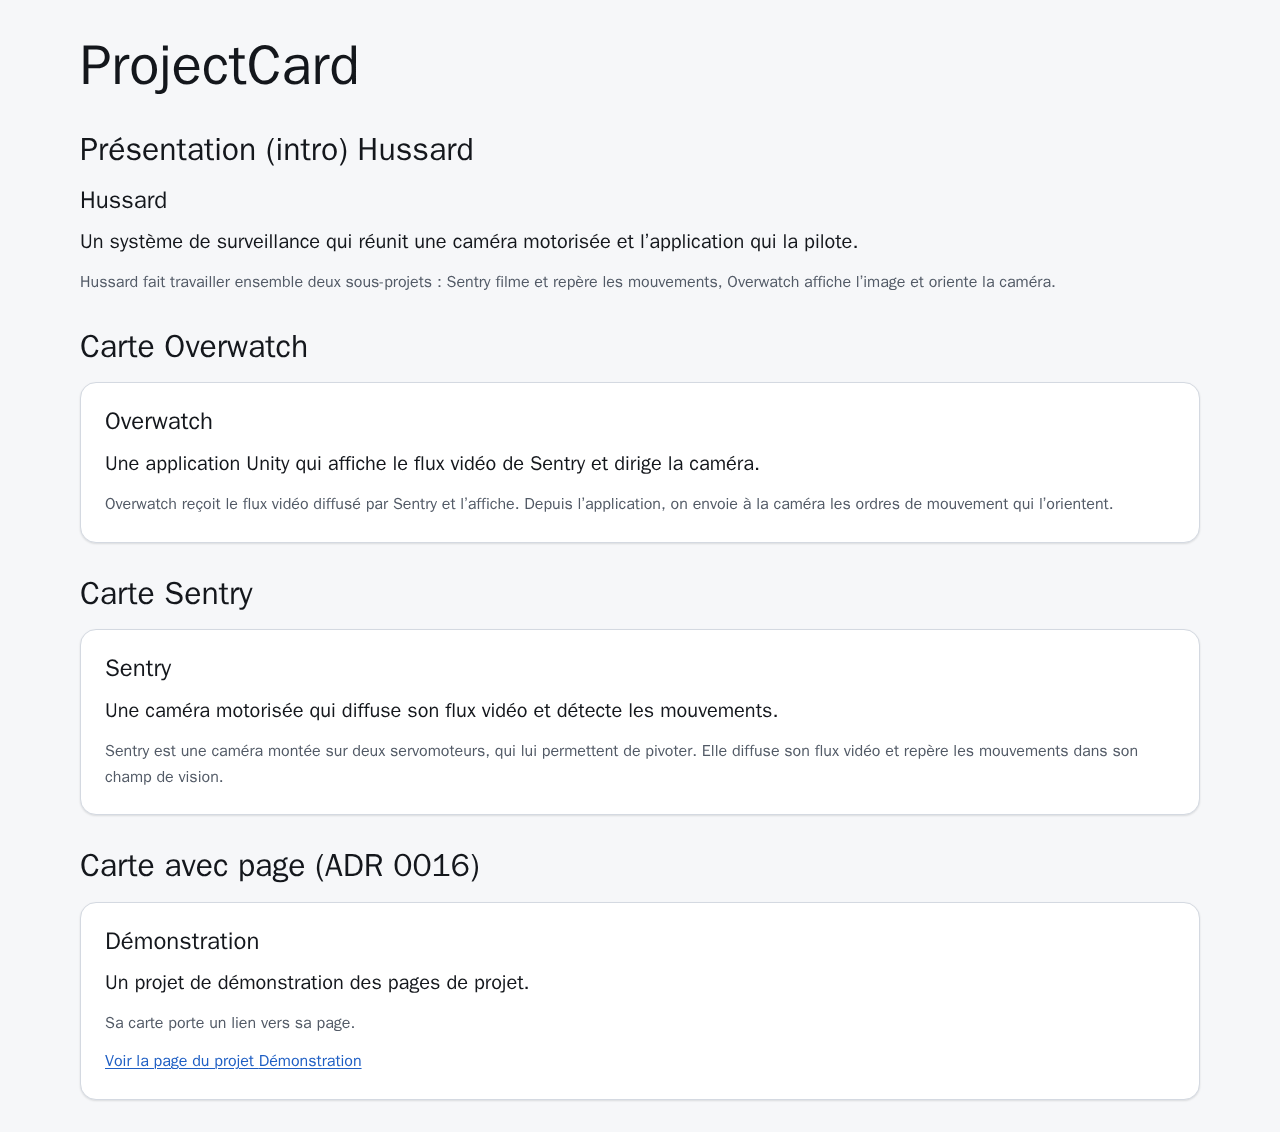 ProjectCard
Présentation (intro) Hussard
Hussard
Un système de surveillance qui réunit une caméra motorisée et l’application qui la pilote.
Hussard fait travailler ensemble deux sous-projets : Sentry filme et repère les mouvements, Overwatch affiche l’image et oriente la caméra.
Carte Overwatch
Overwatch
Une application Unity qui affiche le flux vidéo de Sentry et dirige la caméra.
Overwatch reçoit le flux vidéo diffusé par Sentry et l’affiche. Depuis l’application, on envoie à la caméra les ordres de mouvement qui l’orientent.
Carte Sentry
Sentry
Une caméra motorisée qui diffuse son flux vidéo et détecte les mouvements.
Sentry est une caméra montée sur deux servomoteurs, qui lui permettent de pivoter. Elle diffuse son flux vidéo et repère les mouvements dans son
champ de vision.
Carte avec page (ADR 0016)
Démonstration
Un projet de démonstration des pages de projet.
Sa carte porte un lien vers sa page.
Voir la page du projet Démonstration